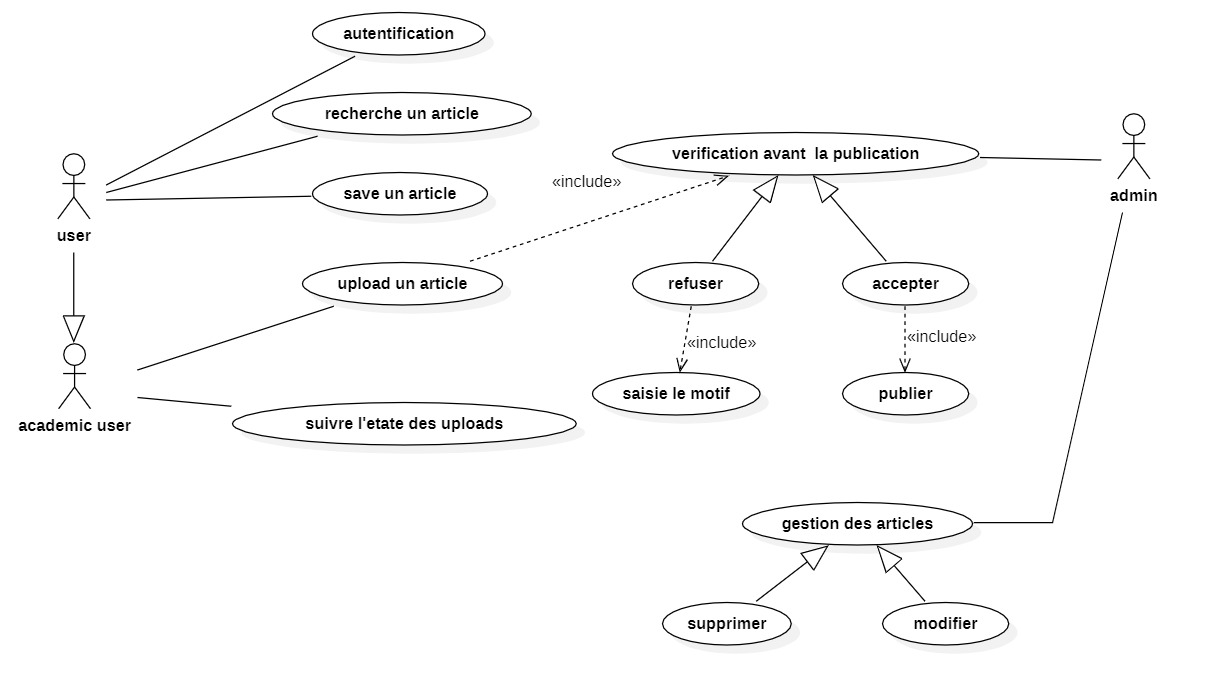 autentification
recherche un article
verification avant  la publication
«include»
save un article
admin
user
upload un article
refuser
accepter
«include»
«include»
saisie le motif
publier
academic user
suivre l'etate des uploads
gestion des articles
supprimer
modifier